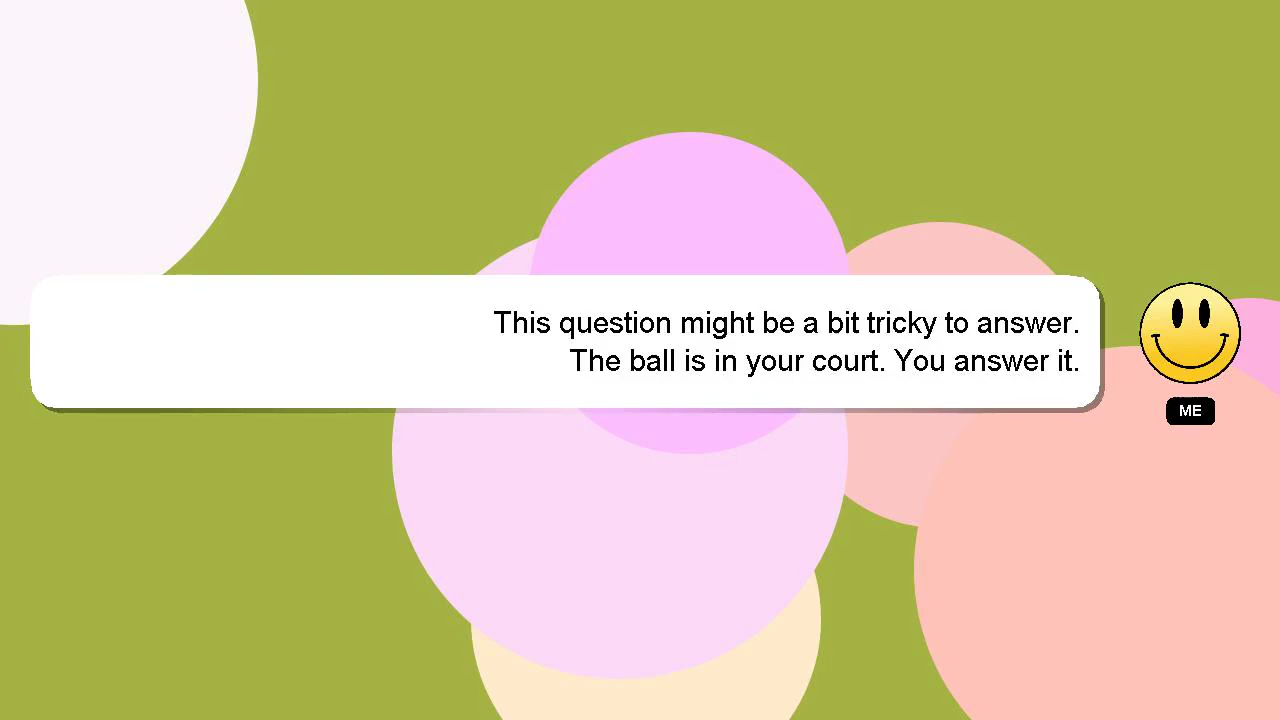 This question might be a bit tricky to answer.
The ball is in your court. You answer it.
ME